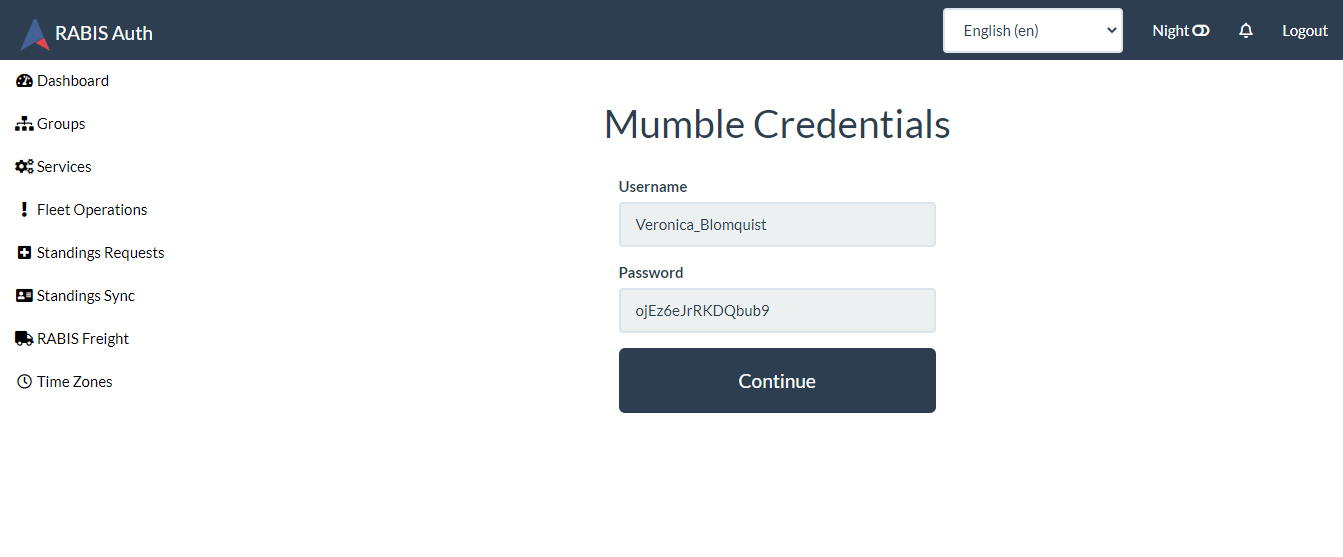 RABIS Auth
English (en)
Night
Logout
Dashboard
Groups
Services
Fleet Operations
Standings Requests
Standings Sync
RABIS Freight
Time Zones
Mumble Credentials
Username
Veronica_Blomquist
Password
ojEz6eJrRKDQbub9
Continue